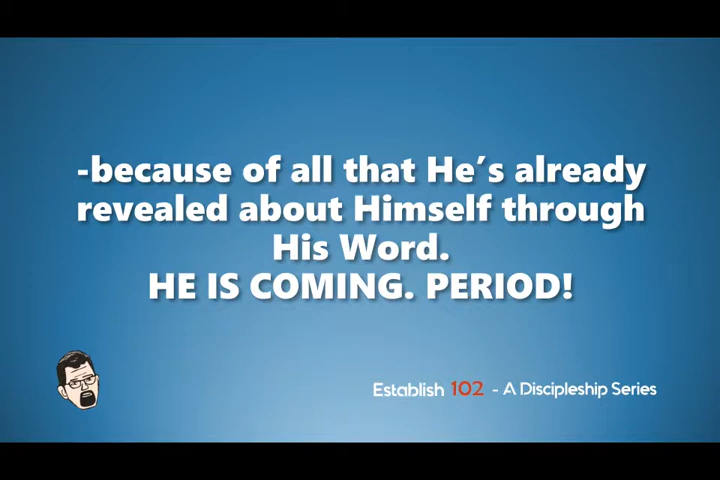 -because of all that He's already
revealed about Himself through
His Word.
HE IS COMING. PERIOD!
Establish 102 - A Discipleship Series